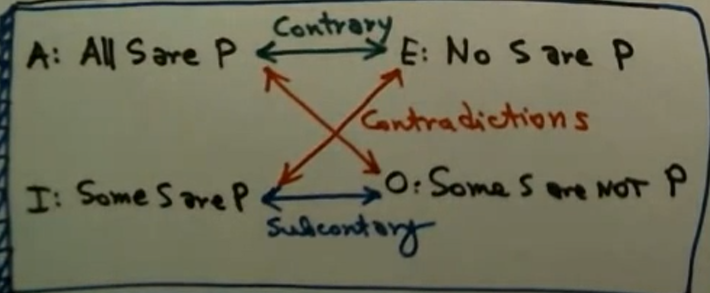 Contrary
A: All S are P
E: No S are P
Contradictions
I: Some S are P
O: Some S are NOT P
Subcontary